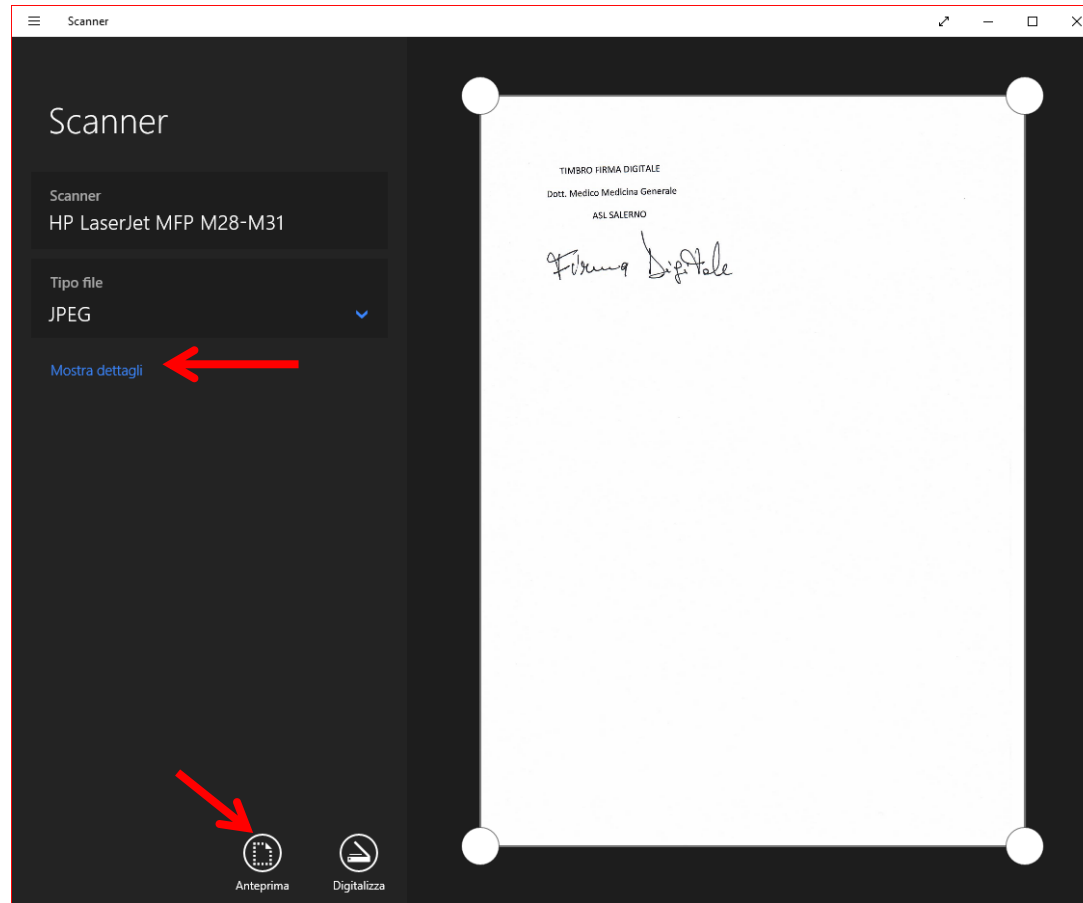 Scanner
Scanner
Scanner
HP LaserJet MFP M28-M31
Tipo file
JPEG
Mostra dettagli
Anteprima
Digitalizza
TIMBRO FIRMA DIGITALE
Dott. Medico Medicina Generale
ASL SALERNO
Firma Digitale